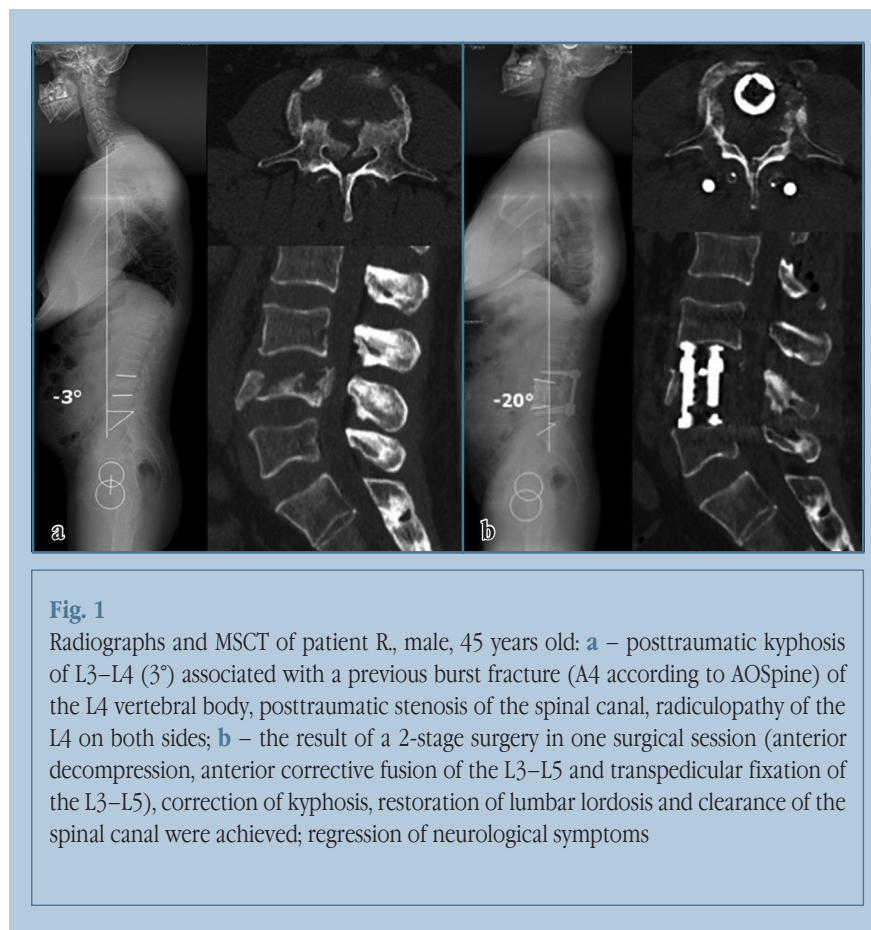 -3°
a
-20°
b
Fig. 1
Radiographs and MSCT of patient R., male, 45 years old: a – posttraumatic kyphosis
of L3–L4 (3°) associated with a previous burst fracture (A4 according to AOSpine) of
the L4 vertebral body, posttraumatic stenosis of the spinal canal, radiculopathy of the
L4 on both sides; b – the result of a 2-stage surgery in one surgical session (anterior
decompression, anterior corrective fusion of the L3–L5 and transpedicular fixation of
the L3–L5), correction of kyphosis, restoration of lumbar lordosis and clearance of the
spinal canal were achieved; regression of neurological symptoms